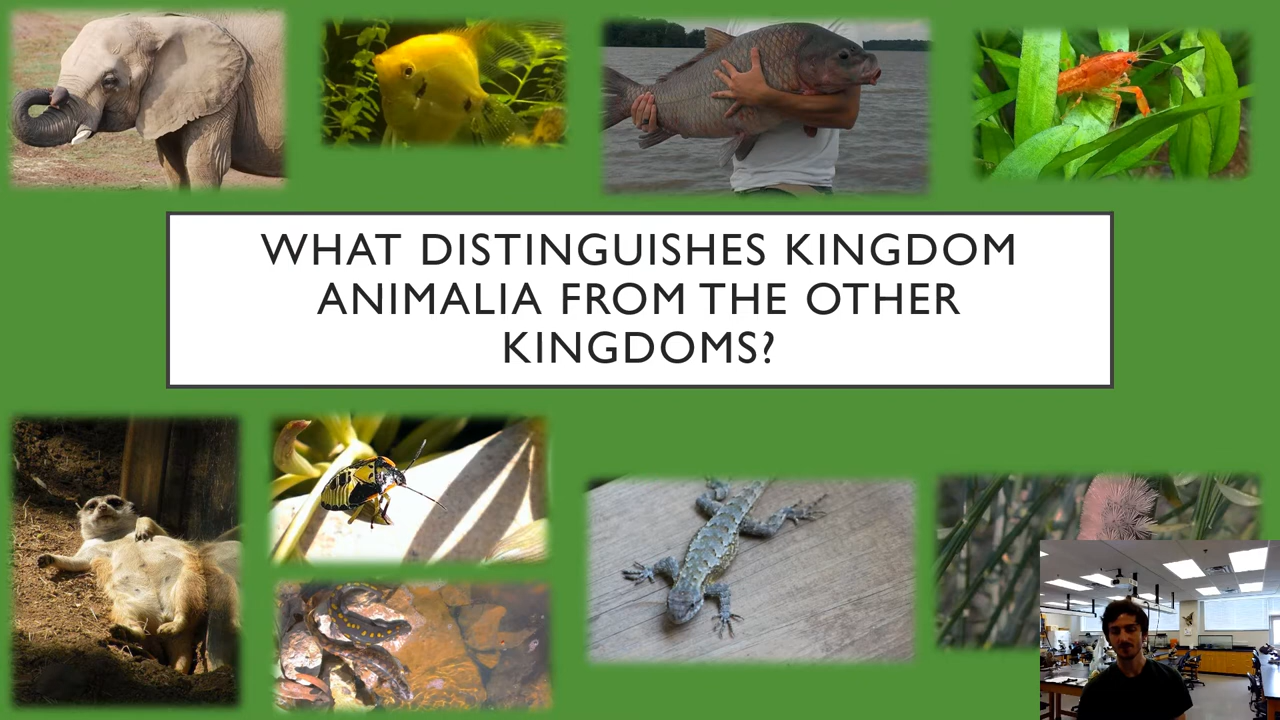 WHAT DISTINGUISHES KINGDOM
ANIMALIA FROM THE OTHER
KINGDOMS?